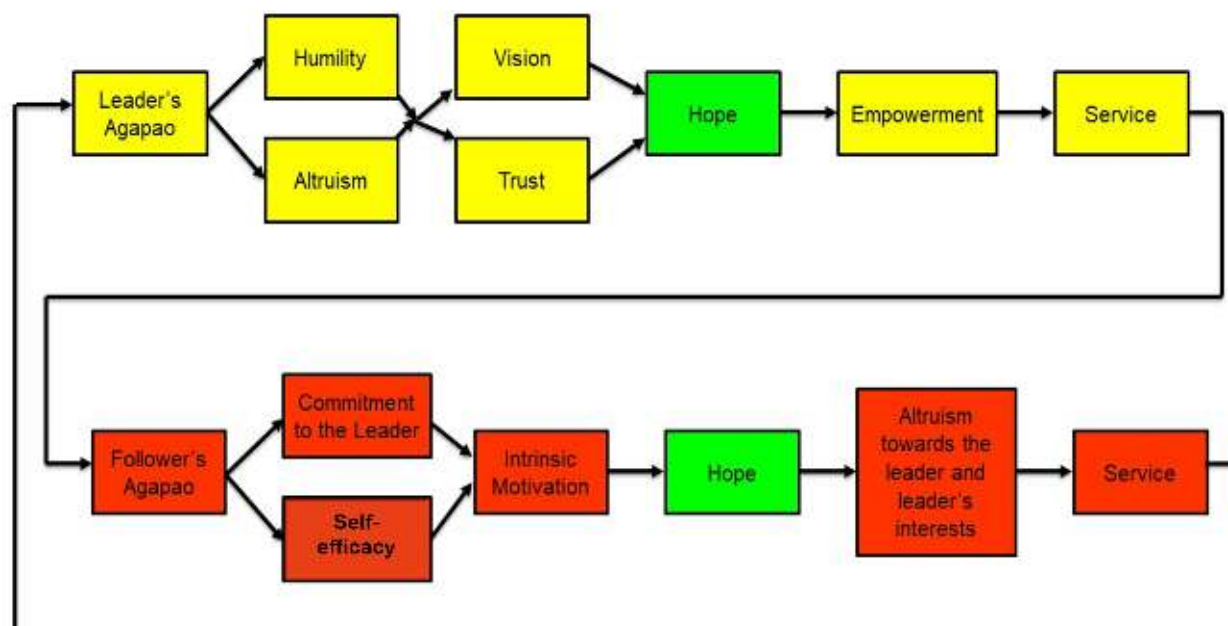 Humility
Vision
Leader´s
Agapao
Hope
Empowerment
Service
Altruism
Trust
Commitment
to the Leader
Follower´s
Agapao
Intrinsic
Motivation
Hope
Altruism
towards the
leader and
leader´s
interests
Service
Self-
efficacy